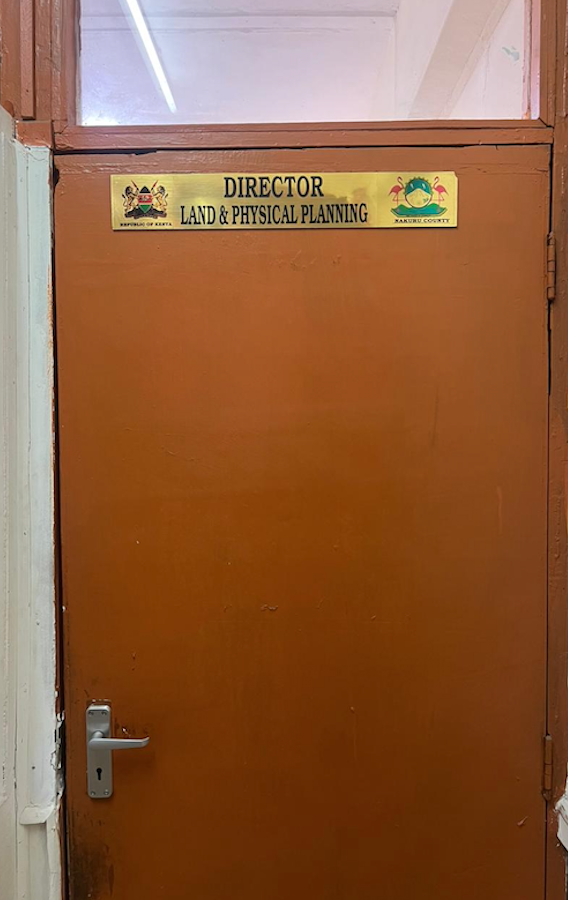 DIRECTOR
LAND & PHYSICAL PLANNING
REPUBLIC OF KENYA
NAKURU COUNTY